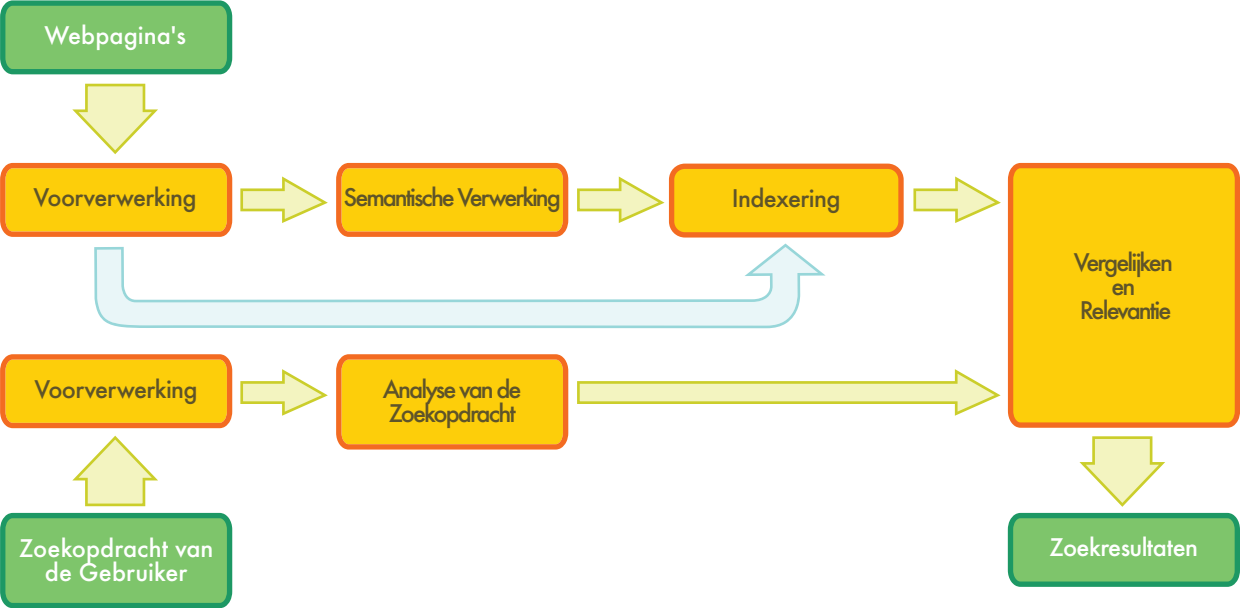 Webpagina's
Voorverwerking
Semantische Verwerking
Indexering
Vergelijken
en
Relevantie
Voorverwerking
Analyse van de
Zoekopdracht
Zoekopdracht van
de Gebruiker
Zoekresultaten